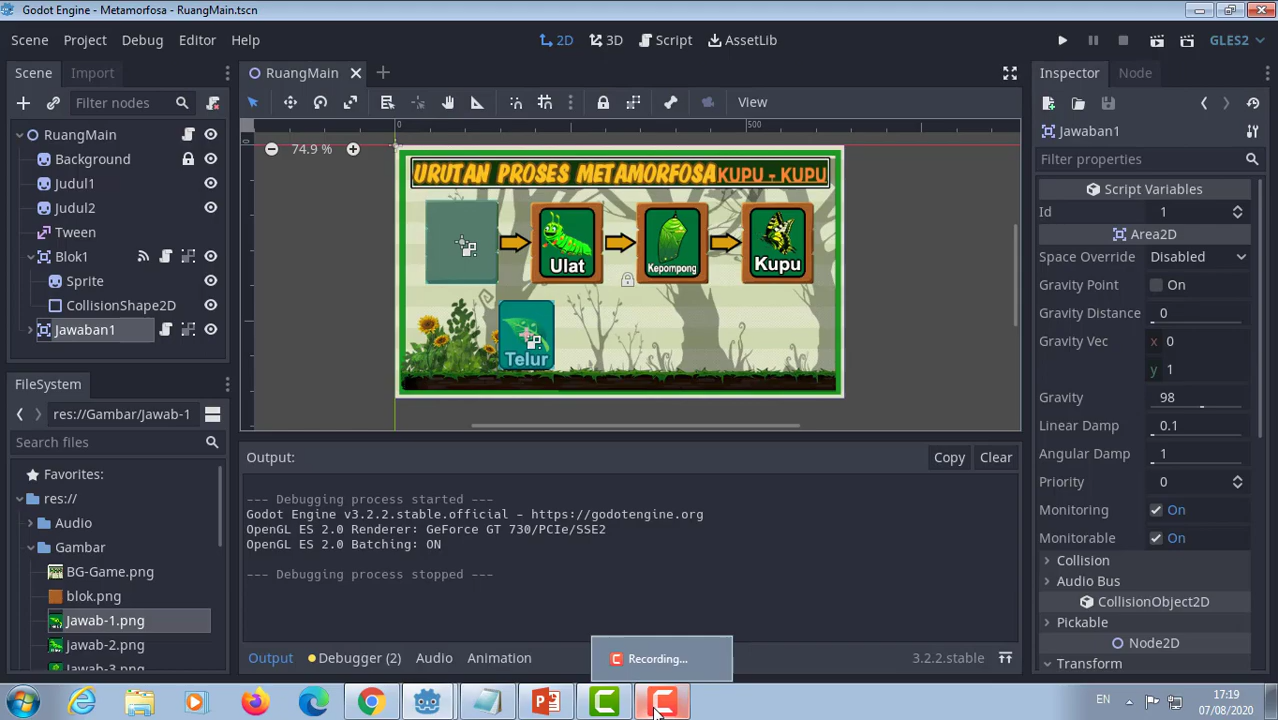 Godot Engine - Metamorfosa - RuangMain.tscn
Scene Project Debug Editor Help
2D 3D Script AssetLib
GLES2
Scene Import
Filter nodes
RuangMain
Background
Judul1
Judul2
Tween
Blok1
Sprite
CollisionShape2D
Jawaban1
FileSystem
res://Gambar/Jawab-1
Search files
Favorites:
res://
Audio
Gambar
BG-Game.png
blok.png
Jawab-1.png
jawab-2.png
Jawab-3.png
RuangMain
View
0 500
74.9 %
URUTAN PROSES METAMORFOSA KUPU - KUPU
Ulat Kepompong Kupu
Telur
Output:
Copy Clear
--- Debugging process started ---
Godot Engine v3.2.2.stable.official - https://godotengine.org
OpenGL ES 2.0 Renderer: GeForce GT 730/PCIe/SSE2
OpenGL ES 2.0 Batching: ON
--- Debugging process stopped ---
Output Debugger (2) Audio Animation
3.2.2.stable
Recording...
Inspector Node
Jawaban1
Filter properties
Script Variables
Id 1
Area2D
Space Override Disabled
Gravity Point On
Gravity Distance 0
Gravity Vec x 0
y 1
Gravity 98
Linear Damp 0.1
Angular Damp 1
Priority 0
Monitoring On
Monitorable On
Collision
Audio Bus
CollisionObject2D
Pickable
Node2D
Transform
EN
17:19
07/08/2020